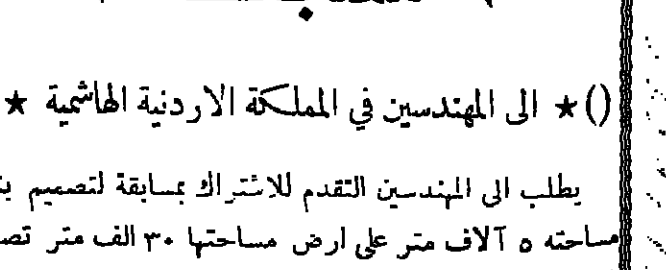 ()★ الى المهندسين في المملكة الاردنية الهاشمية ★
يطلب الى المهندسين التقدم للاشتراك بمسابقة لتصميم
مساحته ٥ آلاف متر على ارض مساحتها ٣٠ الف متر